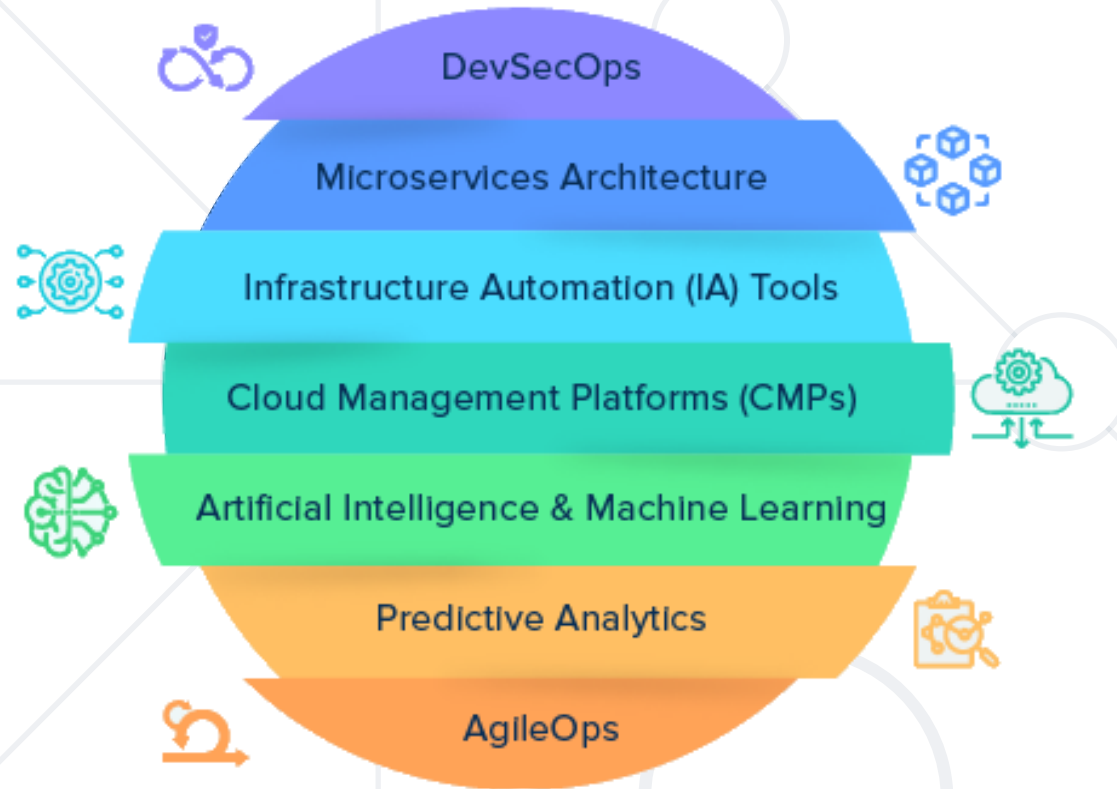 DevSecOps
Microservices Architecture
Infrastructure Automation (IA) Tools
Cloud Management Platforms (CMPs)
Artificial Intelligence & Machine Learning
Predictive Analytics
AgileOps